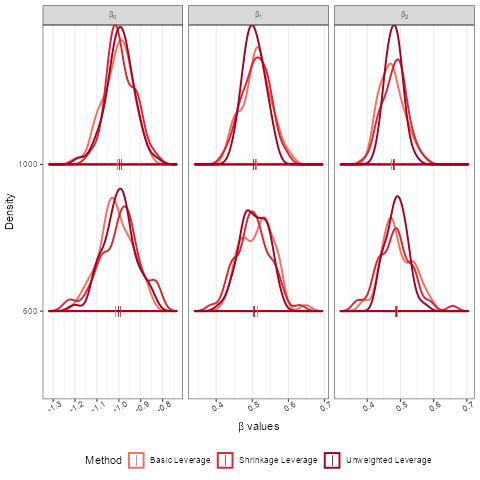 β0 β1 β2
Density
1000
600
-1.3 -1.2 -1.1 -1.0 -0.9 -0.8 0.4 0.5 0.6 0.7 0.4 0.5 0.6 0.7
β values
Method Basic Leverage Shrinkage Leverage Unweighted Leverage